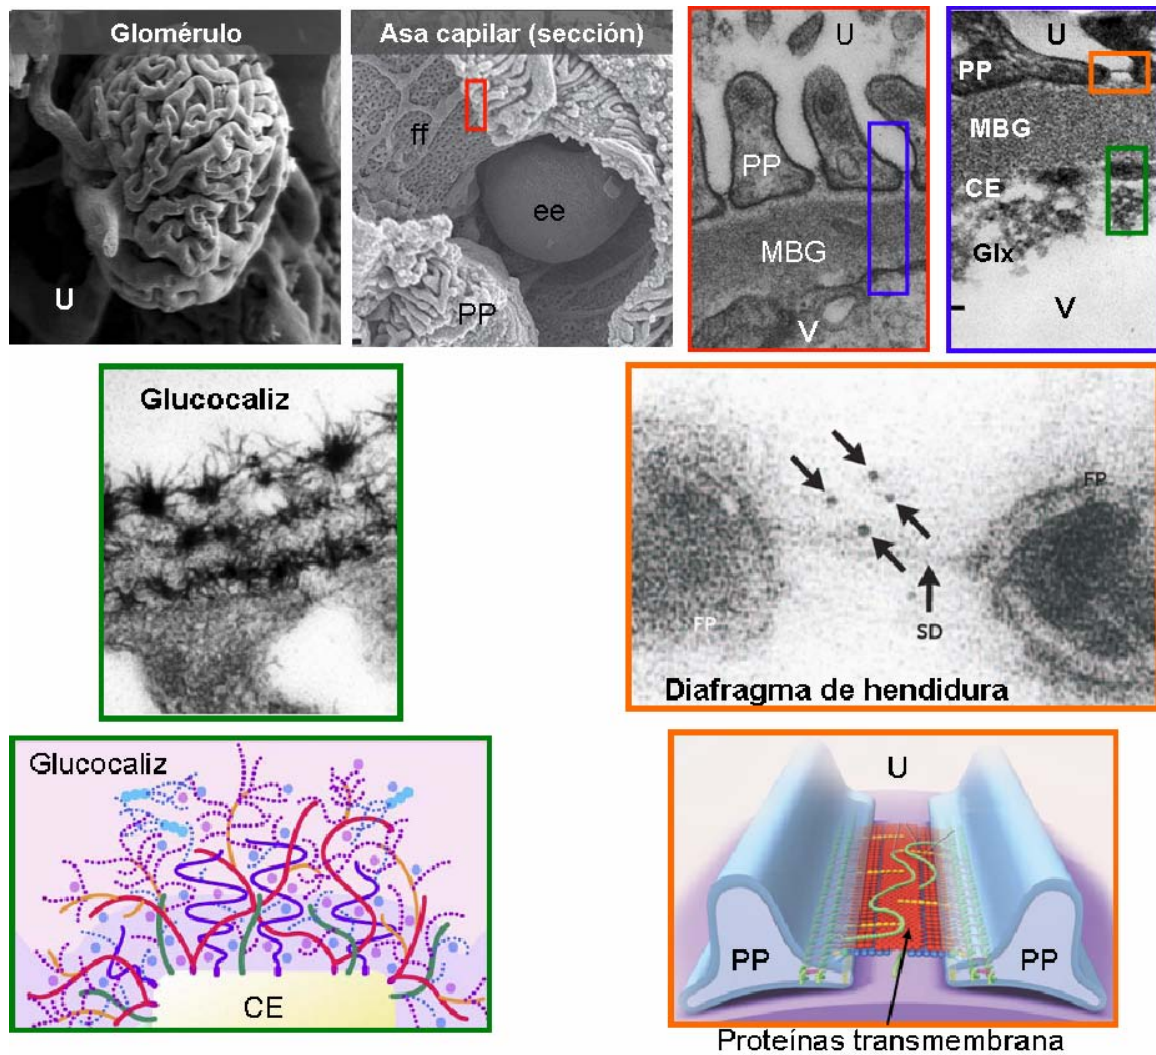 Glomérulo
U
Asa capilar (sección)
ff
ee
PP
U
PP
MBG
V
U
PP
MBG
CE
Glx
V
Glucocaliz
FP
FP
SD
Diafragma de hendidura
Glucocaliz
CE
U
PP
PP
Proteínas transmembrana